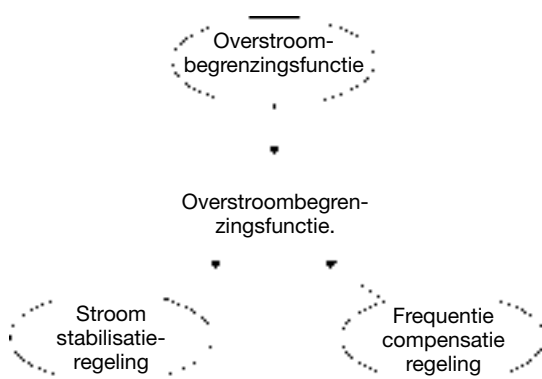 Overstroom-
begrenzingsfunctie
Overstroombegren-
zingsfunctie.
Stroom
stabilisatie-
regeling
Frequentie
compensatie
regeling